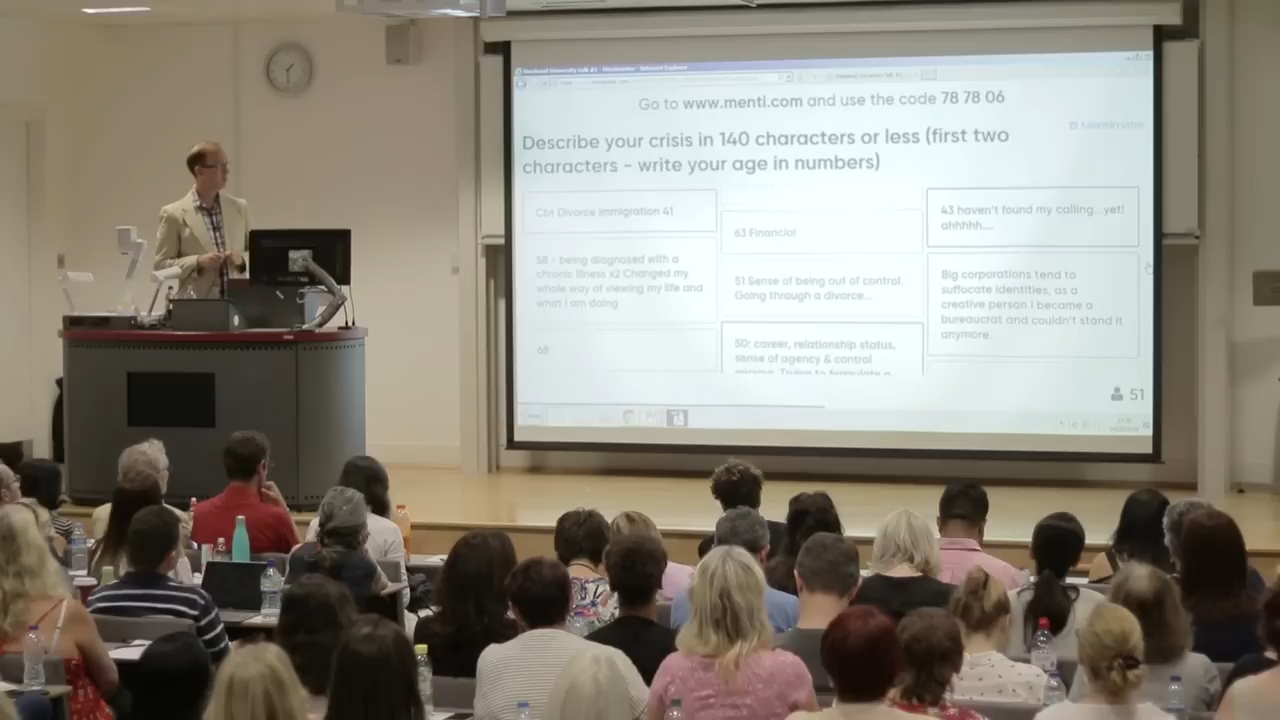 Go to www.menti.com and use the code 78 78 06
Mentimeter
Describe your crisis in 140 characters or less (first two
characters - write your age in numbers)
Cbt Divorce Immigration 41
58 - being diagnosed with a
chronic illness x2 Changed my
whole way of viewing my life and
what I am doing
68
63 Financial
51 Sense of being out of control.
Going through a divorce...
50: career, relationship status,
sense of agency & control
missing. Trying to formulate a
43 haven't found my calling...yet!
ahhhhh....
Big corporations tend to
suffocate identities, as a
creative person i became a
bureaucrat and couldn't stand it
anymore.
51